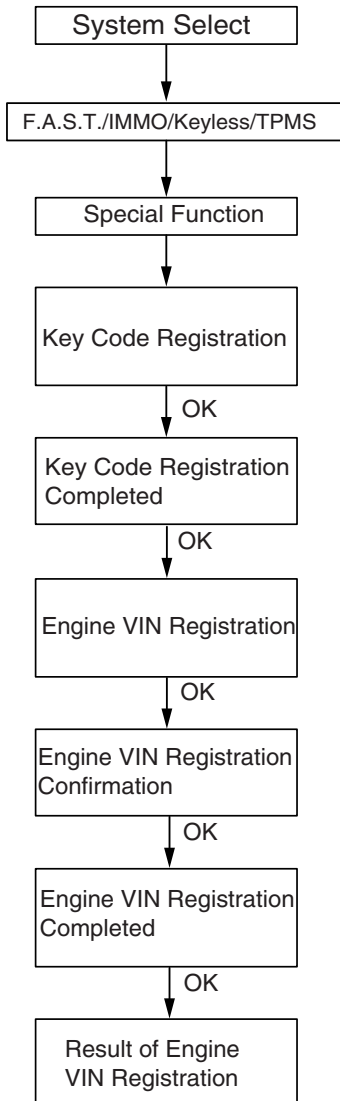 System Select
F.A.S.T./IMMO/Keyless/TPMS
Special Function
Key Code Registration
OK
Key Code Registration
Completed
OK
Engine VIN Registration
OK
Engine VIN Registration
Confirmation
OK
Engine VIN Registration
Completed
OK
Result of Engine
VIN Registration